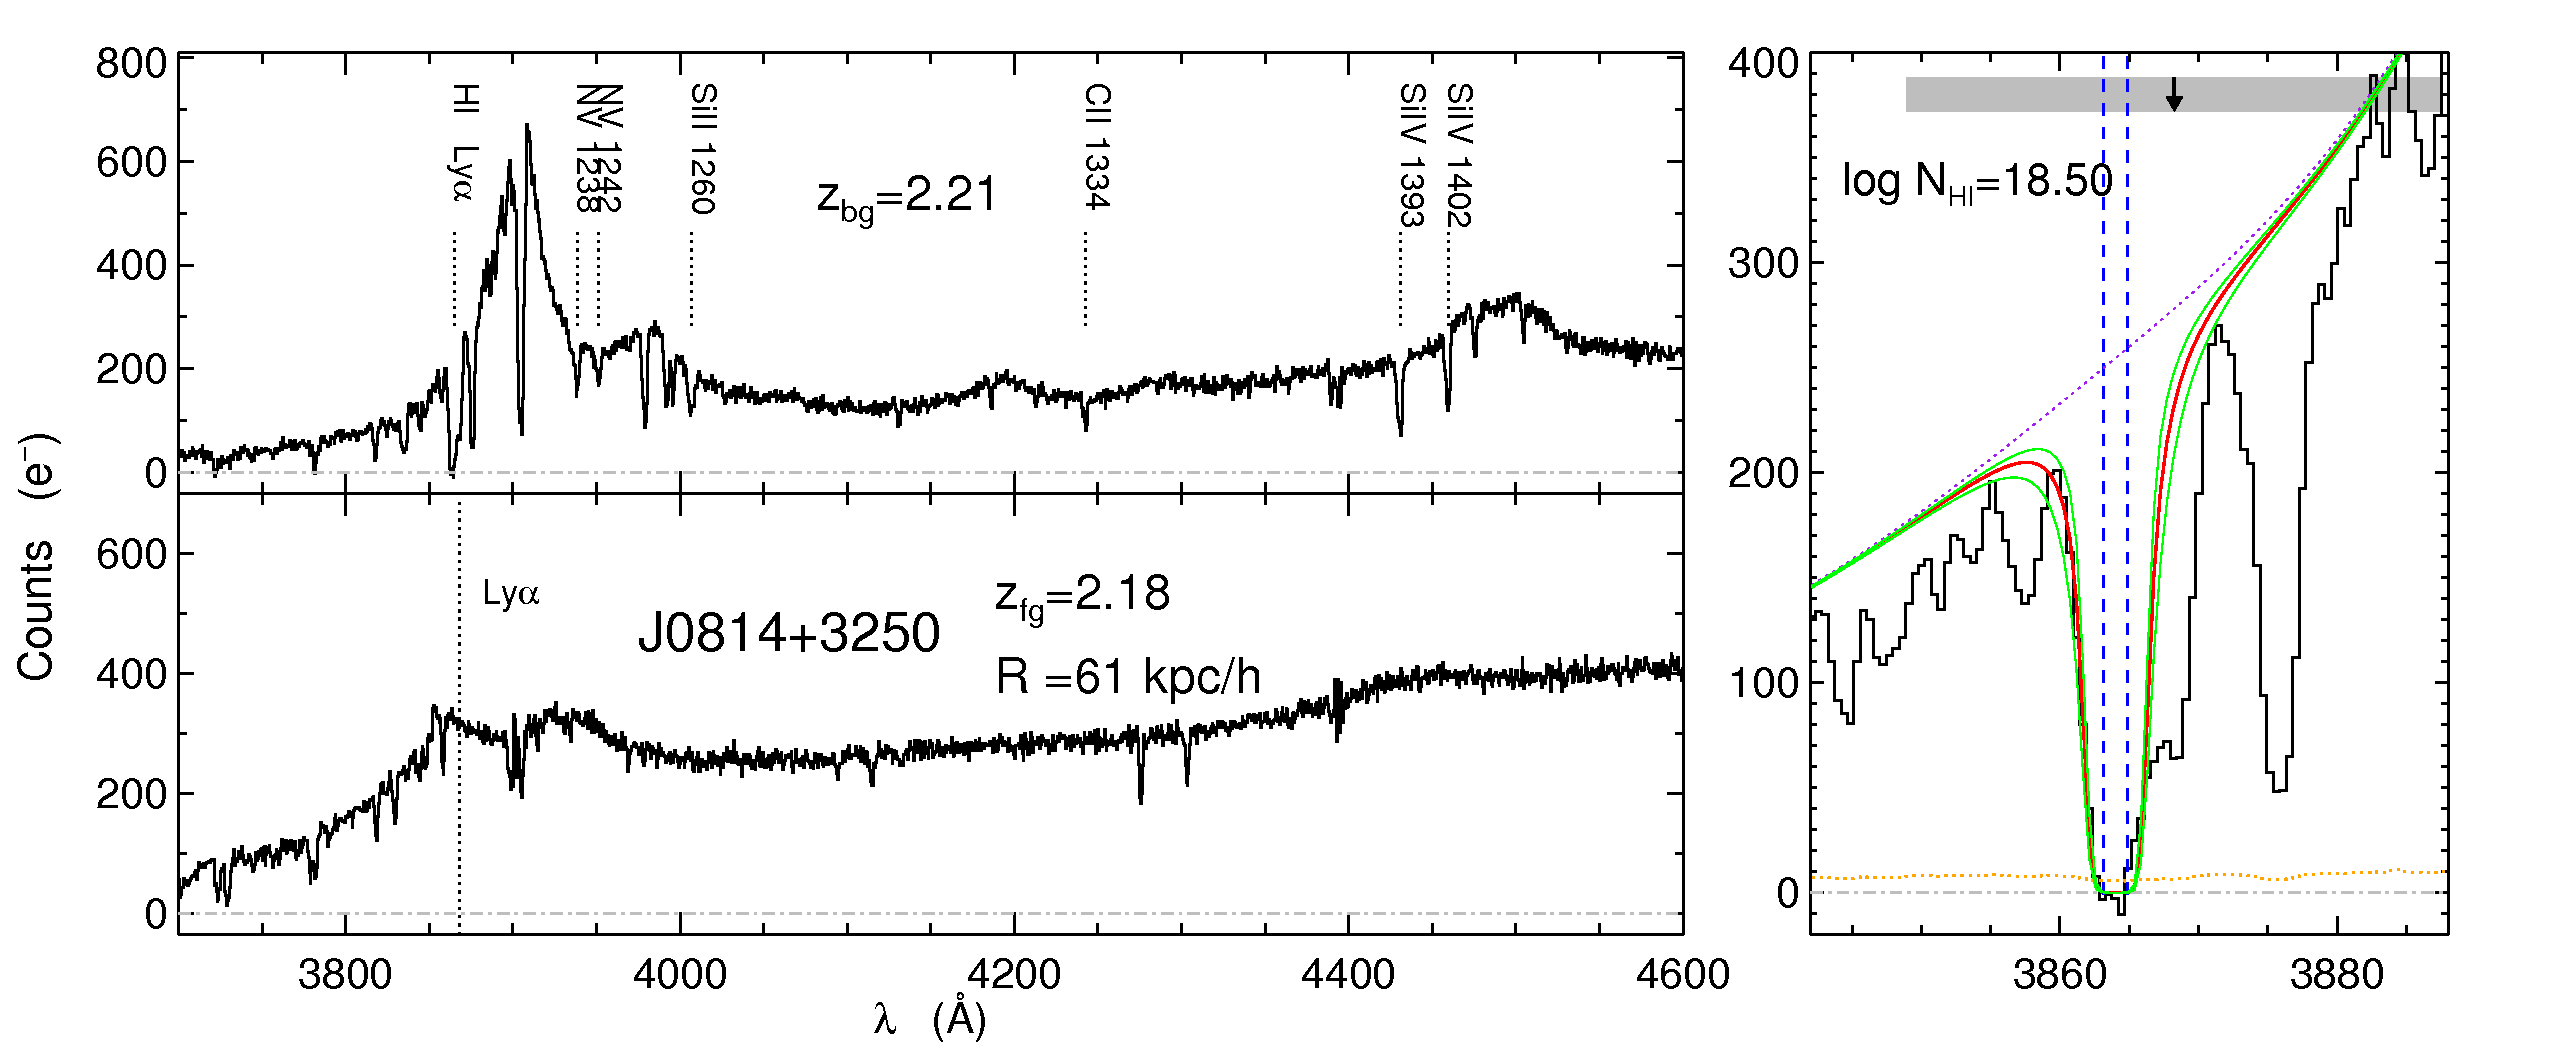 800
600
400
200
0
HI Lyα
NV 1238
NV 1242
SiII 1260
CII 1334
SiIV 1393
SiIV 1402
z_bg=2.21
600
400
200
0
Lyα
J0814+3250
z_fg=2.18
R =61 kpc/h
Counts (e⁻)
3800
4000
4200
4400
4600
λ (Å)
400
300
200
100
0
log N_HI=18.50
3860
3880